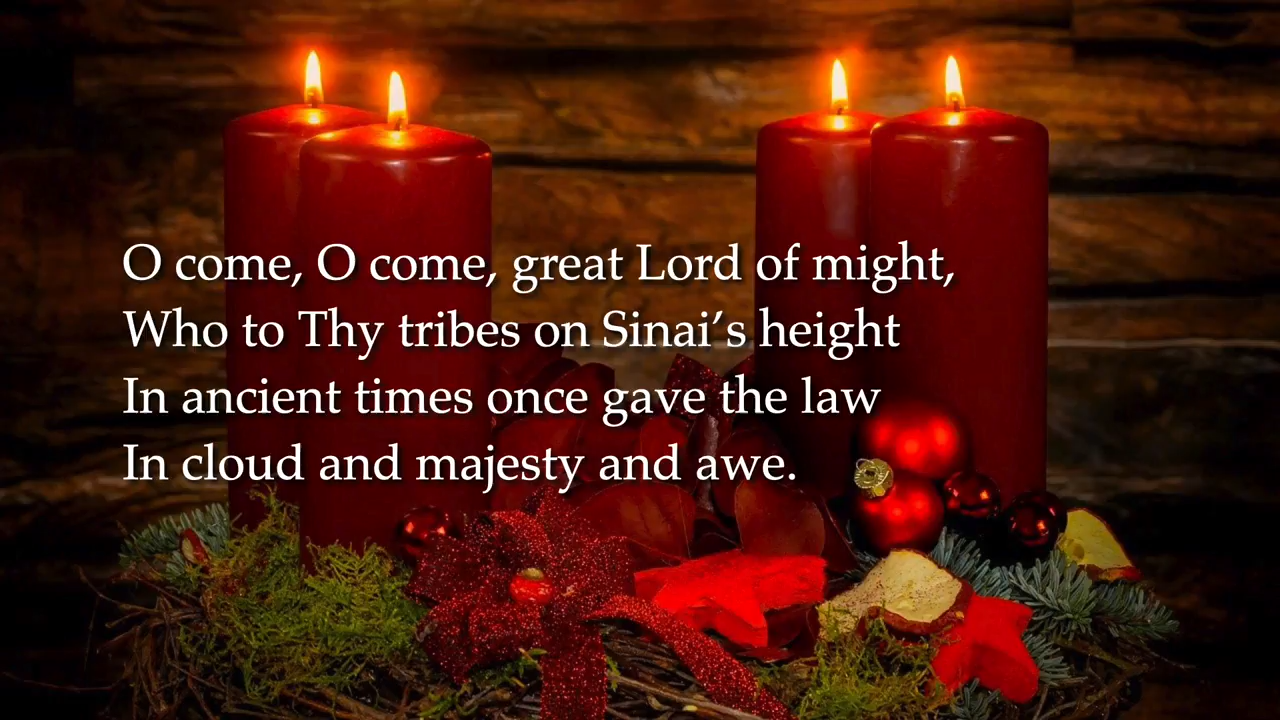 O come, O come, great Lord of might,
Who to Thy tribes on Sinai’s height
In ancient times once gave the law
In cloud and majesty and awe.